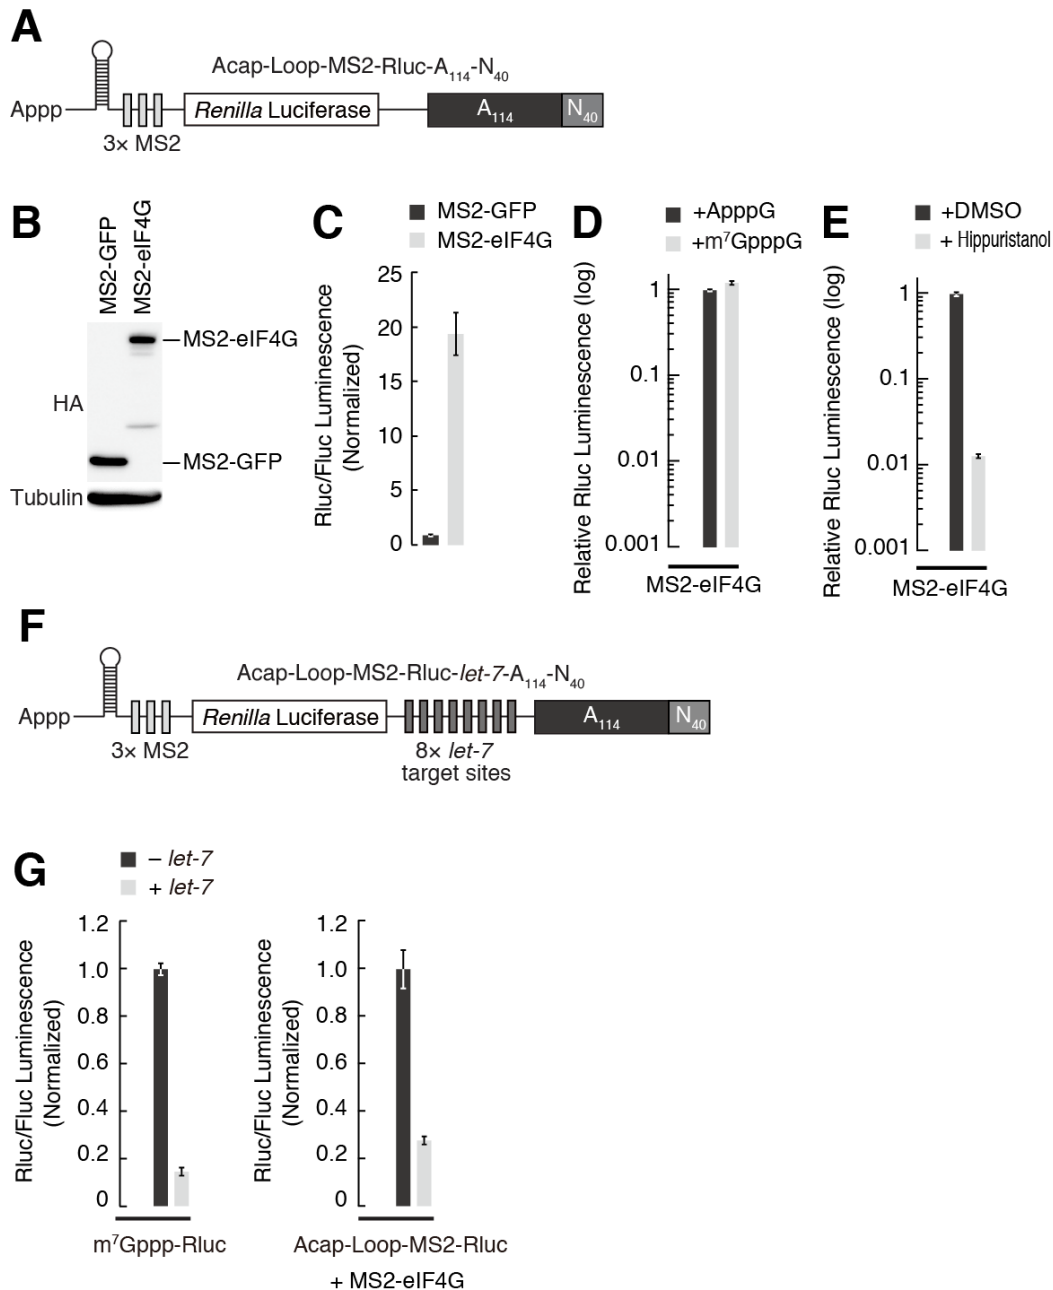 A
Acap-Loop-MS2-Rluc-A114-N40
Appp
Renilla Luciferase
A114
N40
3× MS2
B
MS2-GFP
MS2-eIF4G
HA
MS2-eIF4G
MS2-GFP
Tubulin
C
MS2-GFP
MS2-eIF4G
Rluc/Fluc Luminescence
(Normalized)
25
20
15
10
5
0
D
+ApppG
+m7GpppG
Relative Rluc Luminescence (log)
1
0.1
0.01
0.001
MS2-eIF4G
E
+DMSO
+ Hippuristanol
Relative Rluc Luminescence (log)
1
0.1
0.01
0.001
MS2-eIF4G
F
Acap-Loop-MS2-Rluc-let-7-A114-N40
Appp
Renilla Luciferase
A114
N40
3× MS2
8× let-7
target sites
G
– let-7
+ let-7
Rluc/Fluc Luminescence
(Normalized)
1.2
1.0
0.8
0.6
0.4
0.2
0
m7Gppp-Rluc
Rluc/Fluc Luminescence
(Normalized)
1.2
1.0
0.8
0.6
0.4
0.2
0
Acap-Loop-MS2-Rluc
+ MS2-eIF4G